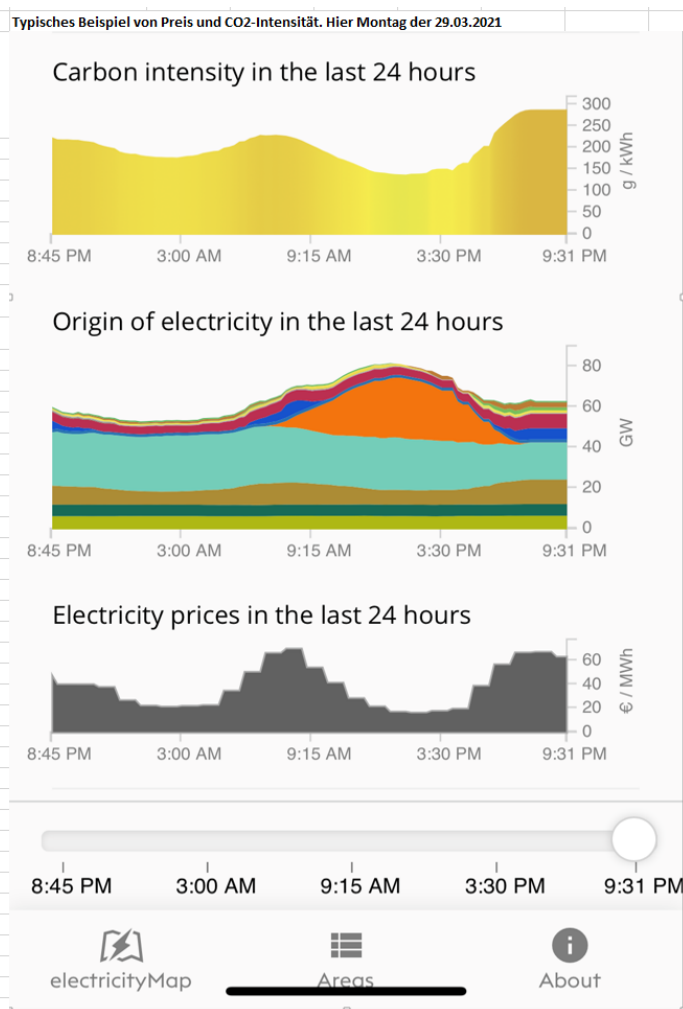 Typisches Beispiel von Preis und CO2-Intensität. Hier Montag der 29.03.2021
Carbon intensity in the last 24 hours
300
250
200
150
100
50
0
g / kWh
8:45 PM 3:00 AM 9:15 AM 3:30 PM 9:31 PM
Origin of electricity in the last 24 hours
80
60
40
20
0
GW
8:45 PM 3:00 AM 9:15 AM 3:30 PM 9:31 PM
Electricity prices in the last 24 hours
60
40
20
0
€ / MWh
8:45 PM 3:00 AM 9:15 AM 3:30 PM 9:31 PM
8:45 PM 3:00 AM 9:15 AM 3:30 PM 9:31 PM
electricityMap Areas About